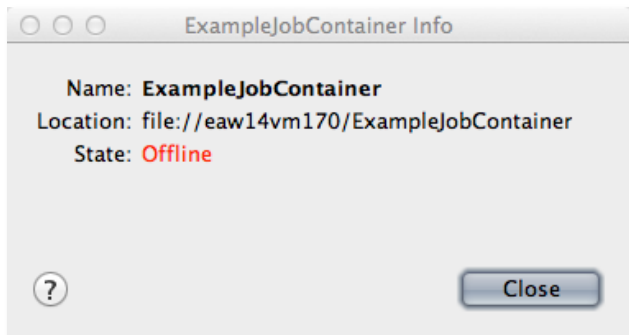 ExampleJobContainer Info
Name: ExampleJobContainer
Location: file://eaw14vm170/ExampleJobContainer
State: Offline
? Close